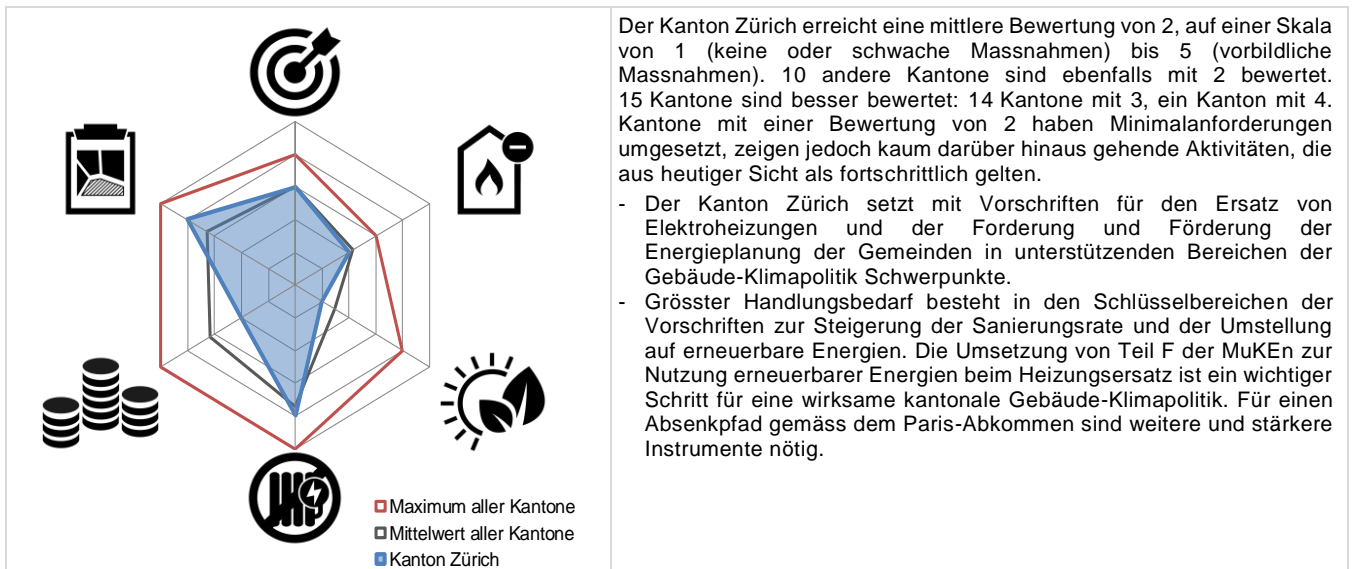 Der Kanton Zürich erreicht eine mittlere Bewertung von 2, auf einer Skala
von 1 (keine oder schwache Massnahmen) bis 5 (vorbildliche
Massnahmen). 10 andere Kantone sind ebenfalls mit 2 bewertet.
15 Kantone sind besser bewertet: 14 Kantone mit 3, ein Kanton mit 4.
Kantone mit einer Bewertung von 2 haben Minimalanforderungen
umgesetzt, zeigen jedoch kaum darüber hinaus gehende Aktivitäten, die
aus heutiger Sicht als fortschrittlich gelten.
- Der Kanton Zürich setzt mit Vorschriften für den Ersatz von
Elektroheizungen und der Forderung und Förderung der
Energieplanung der Gemeinden in unterstützenden Bereichen der
Gebäude-Klimapolitik Schwerpunkte.
- Grösster Handlungsbedarf besteht in den Schlüsselbereichen der
Vorschriften zur Steigerung der Sanierungsrate und der Umstellung
auf erneuerbare Energien. Die Umsetzung von Teil F der MuKEn zur
Nutzung erneuerbarer Energien beim Heizungsersatz ist ein wichtiger
Schritt für eine wirksame kantonale Gebäude-Klimapolitik. Für einen
Absenkpfad gemäss dem Paris-Abkommen sind weitere und stärkere
Instrumente nötig.
Maximum aller Kantone
Mittelwert aller Kantone
Kanton Zürich